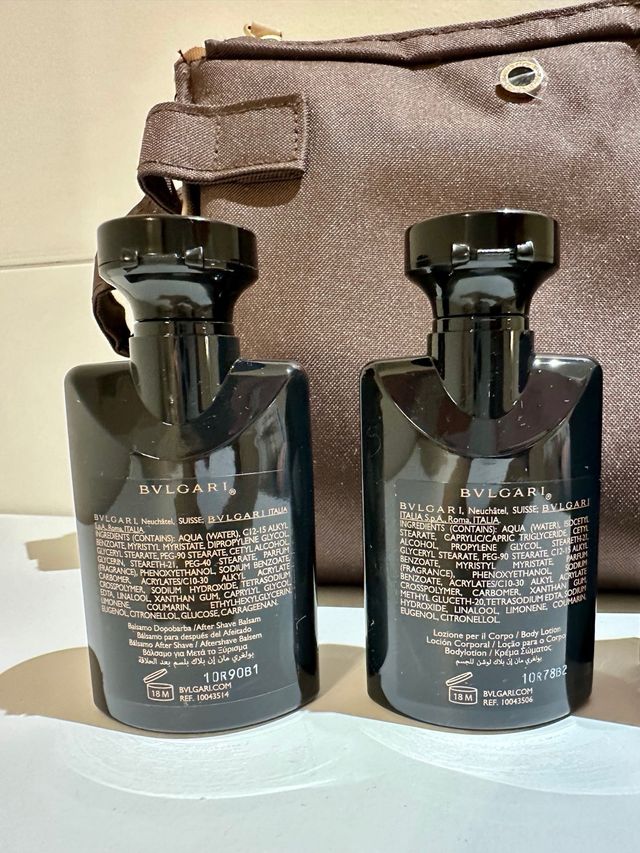 BVLGARI®
BVLGARI, Neuchâtel, SUISSE; BVLGARI ITALIA
S.p.A., Roma, ITALIA.
INGREDIENTS (CONTAINS): AQUA (WATER), C12-15 ALKYL
BENZOATE, MYRISTYL MYRISTATE, DIPROPYLENE GLYCOL,
GLYCERYL STEARATE, PEG-90 STEARATE, CETYL ALCOHOL,
GLYCERIN, STEARETH-21, PEG-40 STEARATE, PARFUM
(FRAGRANCE), PHENOXYETHANOL, SODIUM BENZOATE,
CARBOMER, ACRYLATES/C10-30 ALKYL ACRYLATE
CROSSPOLYMER, SODIUM HYDROXIDE, TETRASODIUM
EDTA, LINALOOL, XANTHAN GUM, CAPRYLYL GLYCOL,
LIMONENE, COUMARIN, ETHYLHEXYLGLYCERIN,
EUGENOL, CITRONELLOL, GLUCOSE, CARRAGEENAN.
Balsamo Dopobarba / After Shave Balsam
Bálsamo para después del Afeitado
Bálsamo After Shave / Aftershave Balsem
Βάλσαμο για Μετά το Ξύρισμα
بولغري مان إن بلاك بلسم بعد الحلاقة
10R90B1
18 M
BVLGARI.COM
REF. 10043514
BVLGARI®
BVLGARI, Neuchâtel, SUISSE; BVLGARI
ITALIA S.p.A., Roma, ITALIA.
INGREDIENTS (CONTAINS): AQUA (WATER), ISOCETYL
STEARATE, CAPRYLIC/CAPRIC TRIGLYCERIDE, CETYL
ALCOHOL, PROPYLENE GLYCOL, STEARETH-21,
GLYCERYL STEARATE, PEG-90 STEARATE, C12-15 ALKYL
BENZOATE, MYRISTYL MYRISTATE, PARFUM
(FRAGRANCE), PHENOXYETHANOL, SODIUM
BENZOATE, ACRYLATES/C10-30 ALKYL ACRYLATE
CROSSPOLYMER, CARBOMER, XANTHAN GUM,
METHYL GLUCETH-20, TETRASODIUM EDTA, SODIUM
HYDROXIDE, LINALOOL, LIMONENE, COUMARIN,
EUGENOL, CITRONELLOL.
Lozione per il Corpo / Body Lotion
Loción Corporal / Loção para o Corpo
Bodylotion / Κρέμα Σώματος
بولغري مان إن بلاك لوشن للجسم
10R78B2
18 M
BVLGARI.COM
REF. 10043506